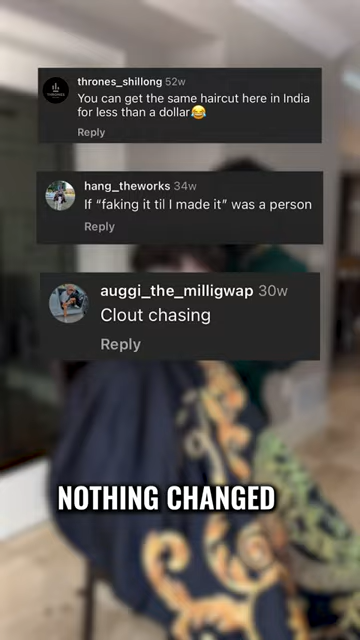 thrones_shillong 52w
You can get the same haircut here in India
for less than a dollar😂
Reply
hang_theworks 34w
If “faking it til I made it” was a person
Reply
auggi_the_milligwap 30w
Clout chasing
Reply
NOTHING CHANGED